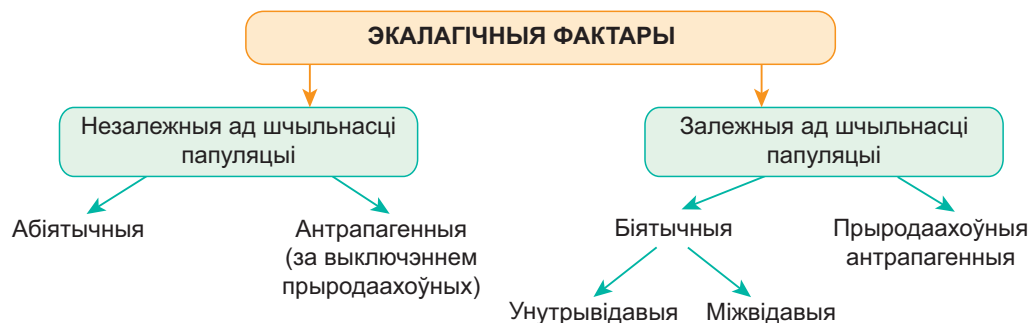 ЭКАЛАГІЧНЫЯ ФАКТАРЫ
Незалежныя ад шчыльнасці
папуляцыі
Залежныя ад шчыльнасці
папуляцыі
Абіятычныя
Антрапагенныя
(за выключэннем
прыродаахоўных)
Біятычныя
Прыродаахоўныя
антрапагенныя
Унутрывідавыя
Міжвідавыя